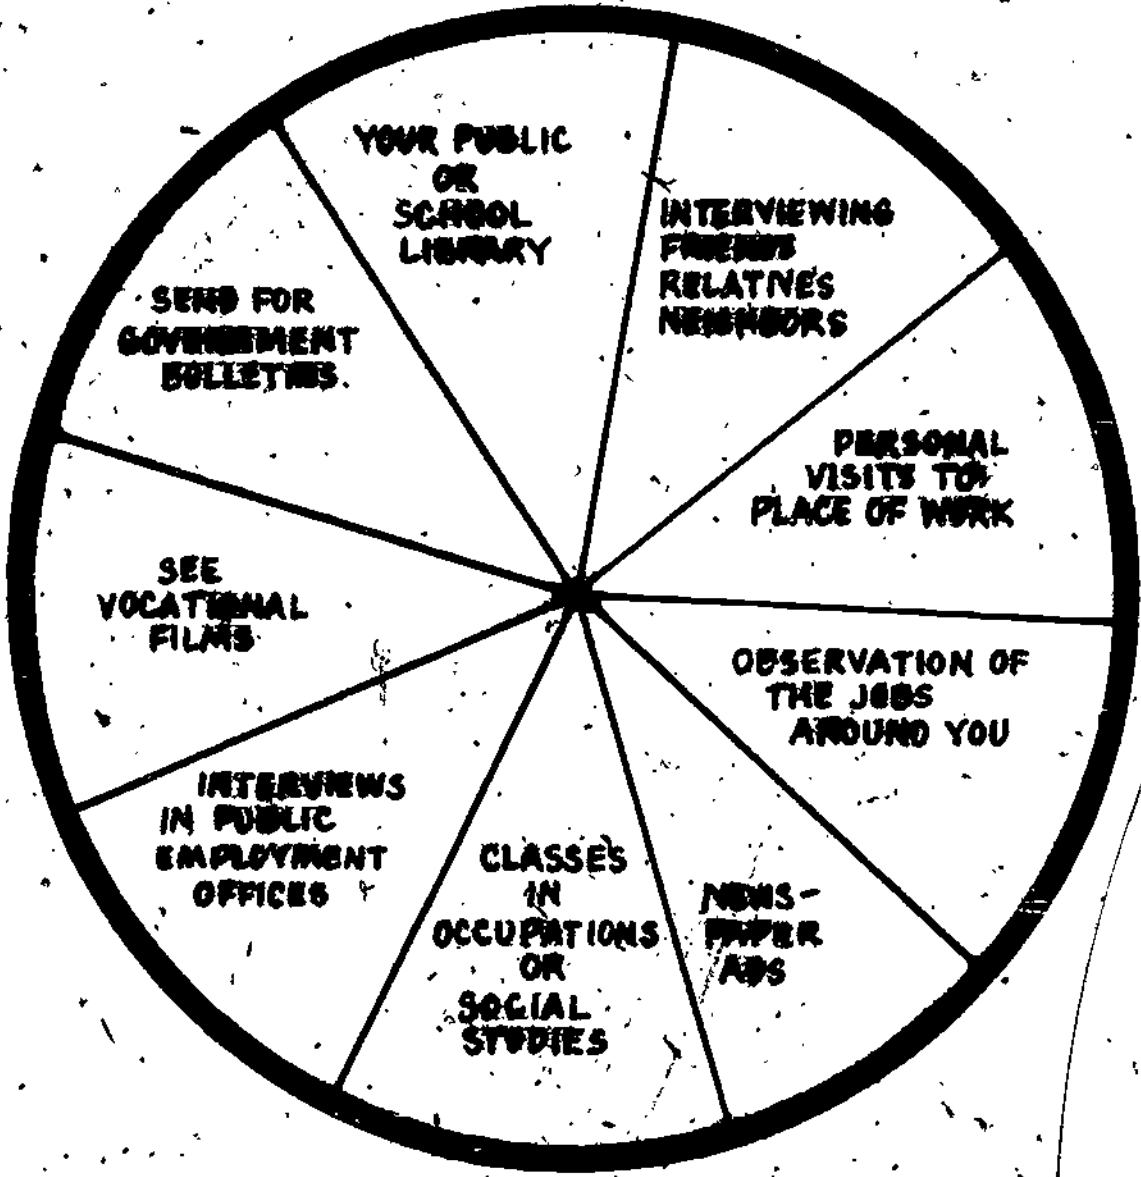 YOUR PUBLIC
OR
SCHOOL
LIBRARY
INTERVIEWING
FRIENDS
RELATIVES
NEIGHBORS
PERSONAL
VISITS TO
PLACE OF WORK
OBSERVATION OF
THE JOBS
AROUND YOU
NEWS-
PAPER
ADS
CLASSES
IN
OCCUPATIONS
OR
SOCIAL
STUDIES
INTERVIEWS
IN PUBLIC
EMPLOYMENT
OFFICES
SEE
VOCATIONAL
FILMS
SEND FOR
GOVERNMENT
BULLETINS.